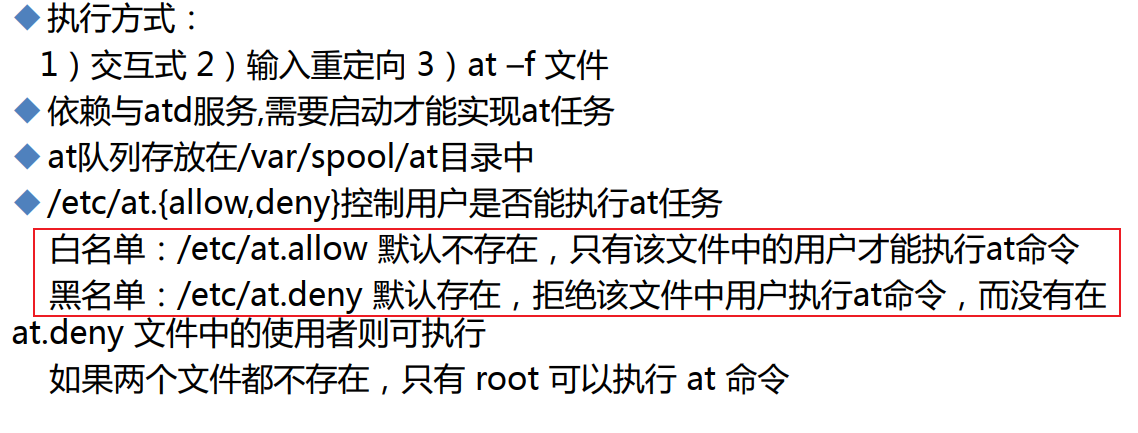 ◆ 执行方式：
1）交互式 2）输入重定向 3）at –f 文件
◆ 依赖与atd服务,需要启动才能实现at任务
◆ at队列存放在/var/spool/at目录中
◆ /etc/at.{allow,deny}控制用户是否能执行at任务
白名单：/etc/at.allow 默认不存在，只有该文件中的用户才能执行at命令
黑名单：/etc/at.deny 默认存在，拒绝该文件中用户执行at命令，而没有在
at.deny 文件中的使用者则可执行
如果两个文件都不存在，只有 root 可以执行 at 命令